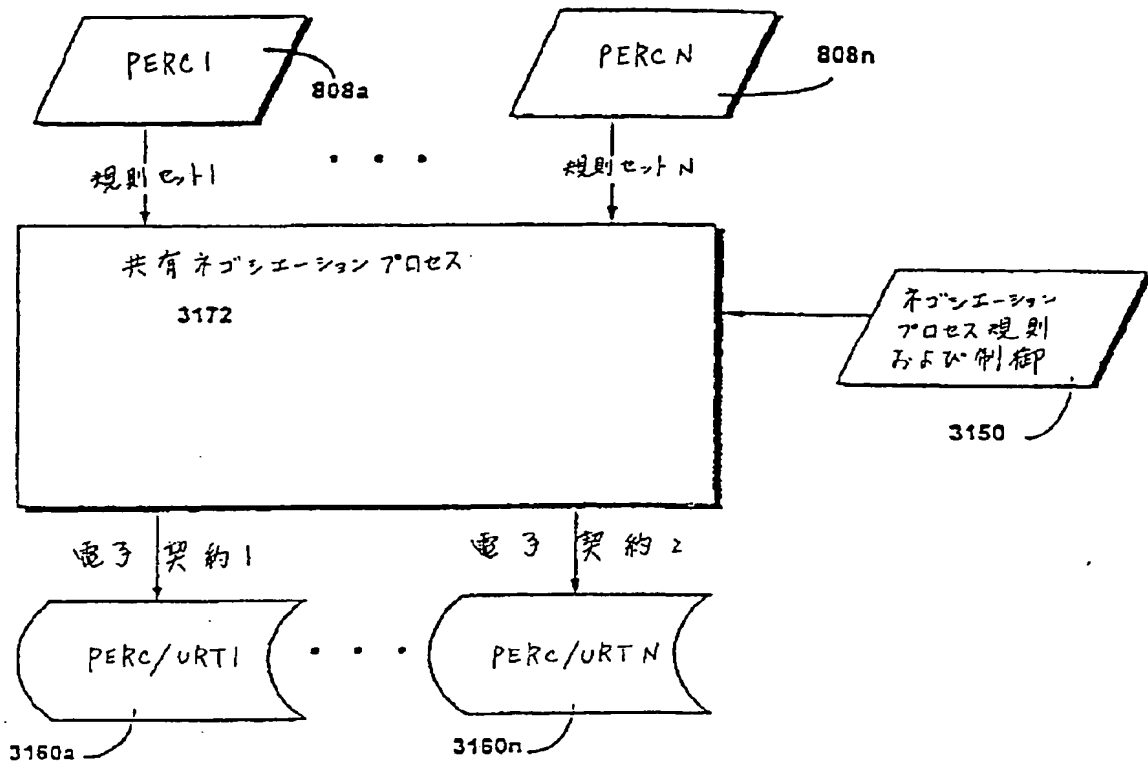 PERC 1
808a
PERC N
808n
規則セット1
• • •
規則セット N
共有ネゴシエーションプロセス
3172
ネゴシエーション
プロセス規則
および制御
3150
電子契約1
電子契約2
PERC/URT1
• • •
PERC/URT N
3160a
3160n